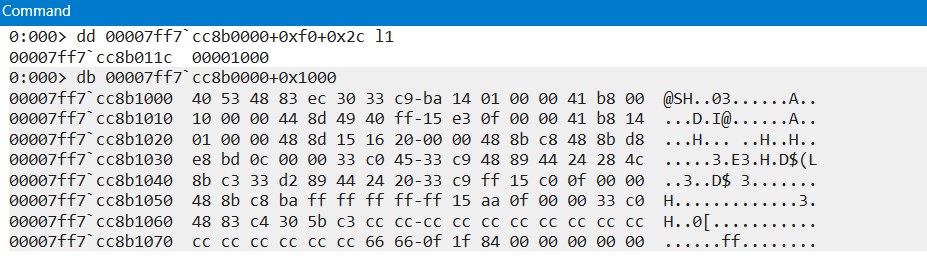 Command
0:000> dd 00007ff7`cc8b0000+0xf0+0x2c l1
00007ff7`cc8b011c  00001000
0:000> db 00007ff7`cc8b0000+0x1000
00007ff7`cc8b1000  40 53 48 83 ec 30 33 c9-ba 14 01 00 00 41 b8 00  @SH..03......A..
00007ff7`cc8b1010  10 00 00 44 8d 49 40 ff-15 e3 0f 00 00 41 b8 14  ...D.I@......A..
00007ff7`cc8b1020  01 00 00 48 8d 15 16 20-00 00 48 8b c8 48 8b d8  ...H... ..H..H..
00007ff7`cc8b1030  e8 bd 0c 00 00 33 c0 45-33 c9 48 89 44 24 28 4c  .....3.E3.H.D$(L
00007ff7`cc8b1040  8b c3 33 d2 89 44 24 20-33 c9 ff 15 c0 0f 00 00  ..3..D$ 3.......
00007ff7`cc8b1050  48 8b c8 ba ff ff ff ff-ff 15 aa 0f 00 00 33 c0  H.............3.
00007ff7`cc8b1060  48 83 c4 30 5b c3 cc cc-cc cc cc cc cc cc cc cc  H..0[...........
00007ff7`cc8b1070  cc cc cc cc cc cc 66 66-0f 1f 84 00 00 00 00 00  ......ff........